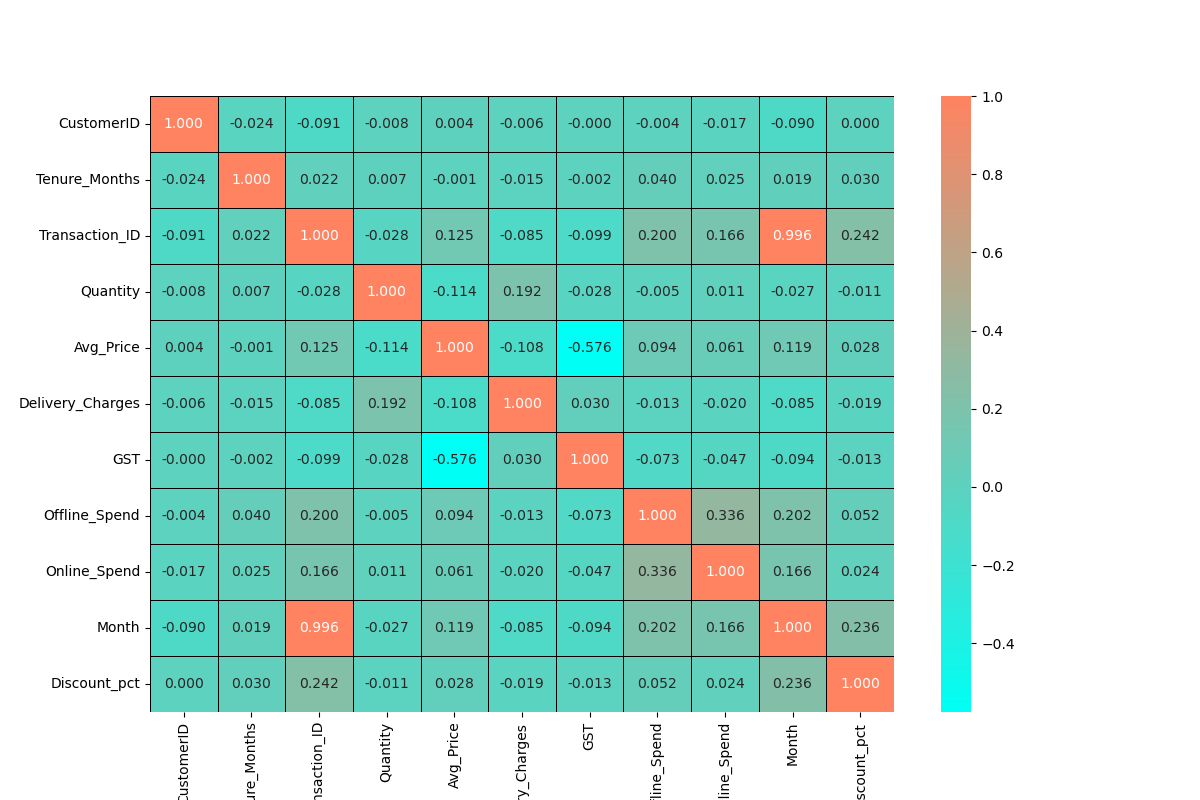 CustomerID 1.000 -0.024 -0.091 -0.008 0.004 -0.006 -0.000 -0.004 -0.017 -0.090 0.000
Tenure_Months -0.024 1.000 0.022 0.007 -0.001 -0.015 -0.002 0.040 0.025 0.019 0.030
Transaction_ID -0.091 0.022 1.000 -0.028 0.125 -0.085 -0.099 0.200 0.166 0.996 0.242
Quantity -0.008 0.007 -0.028 1.000 -0.114 0.192 -0.028 -0.005 0.011 -0.027 -0.011
Avg_Price 0.004 -0.001 0.125 -0.114 1.000 -0.108 -0.576 0.094 0.061 0.119 0.028
Delivery_Charges -0.006 -0.015 -0.085 0.192 -0.108 1.000 0.030 -0.013 -0.020 -0.085 -0.019
GST -0.000 -0.002 -0.099 -0.028 -0.576 0.030 1.000 -0.073 -0.047 -0.094 -0.013
Offline_Spend -0.004 0.040 0.200 -0.005 0.094 -0.013 -0.073 1.000 0.336 0.202 0.052
Online_Spend -0.017 0.025 0.166 0.011 0.061 -0.020 -0.047 0.336 1.000 0.166 0.024
Month -0.090 0.019 0.996 -0.027 0.119 -0.085 -0.094 0.202 0.166 1.000 0.236
Discount_pct 0.000 0.030 0.242 -0.011 0.028 -0.019 -0.013 0.052 0.024 0.236 1.000
CustomerID
ure_Months
nsaction_ID
Quantity
Avg_Price
ry_Charges
GST
fline_Spend
line_Spend
Month
scount_pct
1.0
0.8
0.6
0.4
0.2
0.0
−0.2
−0.4